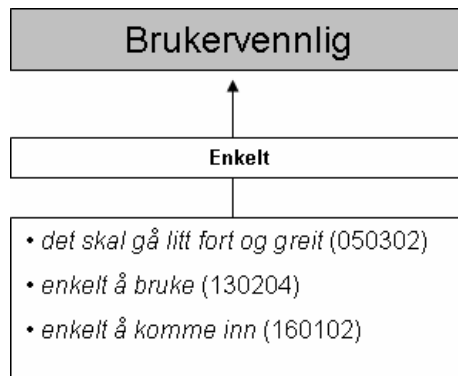 Brukervennlig
Enkelt
• det skal gå litt fort og greit (050302)
• enkelt å bruke (130204)
• enkelt å komme inn (160102)